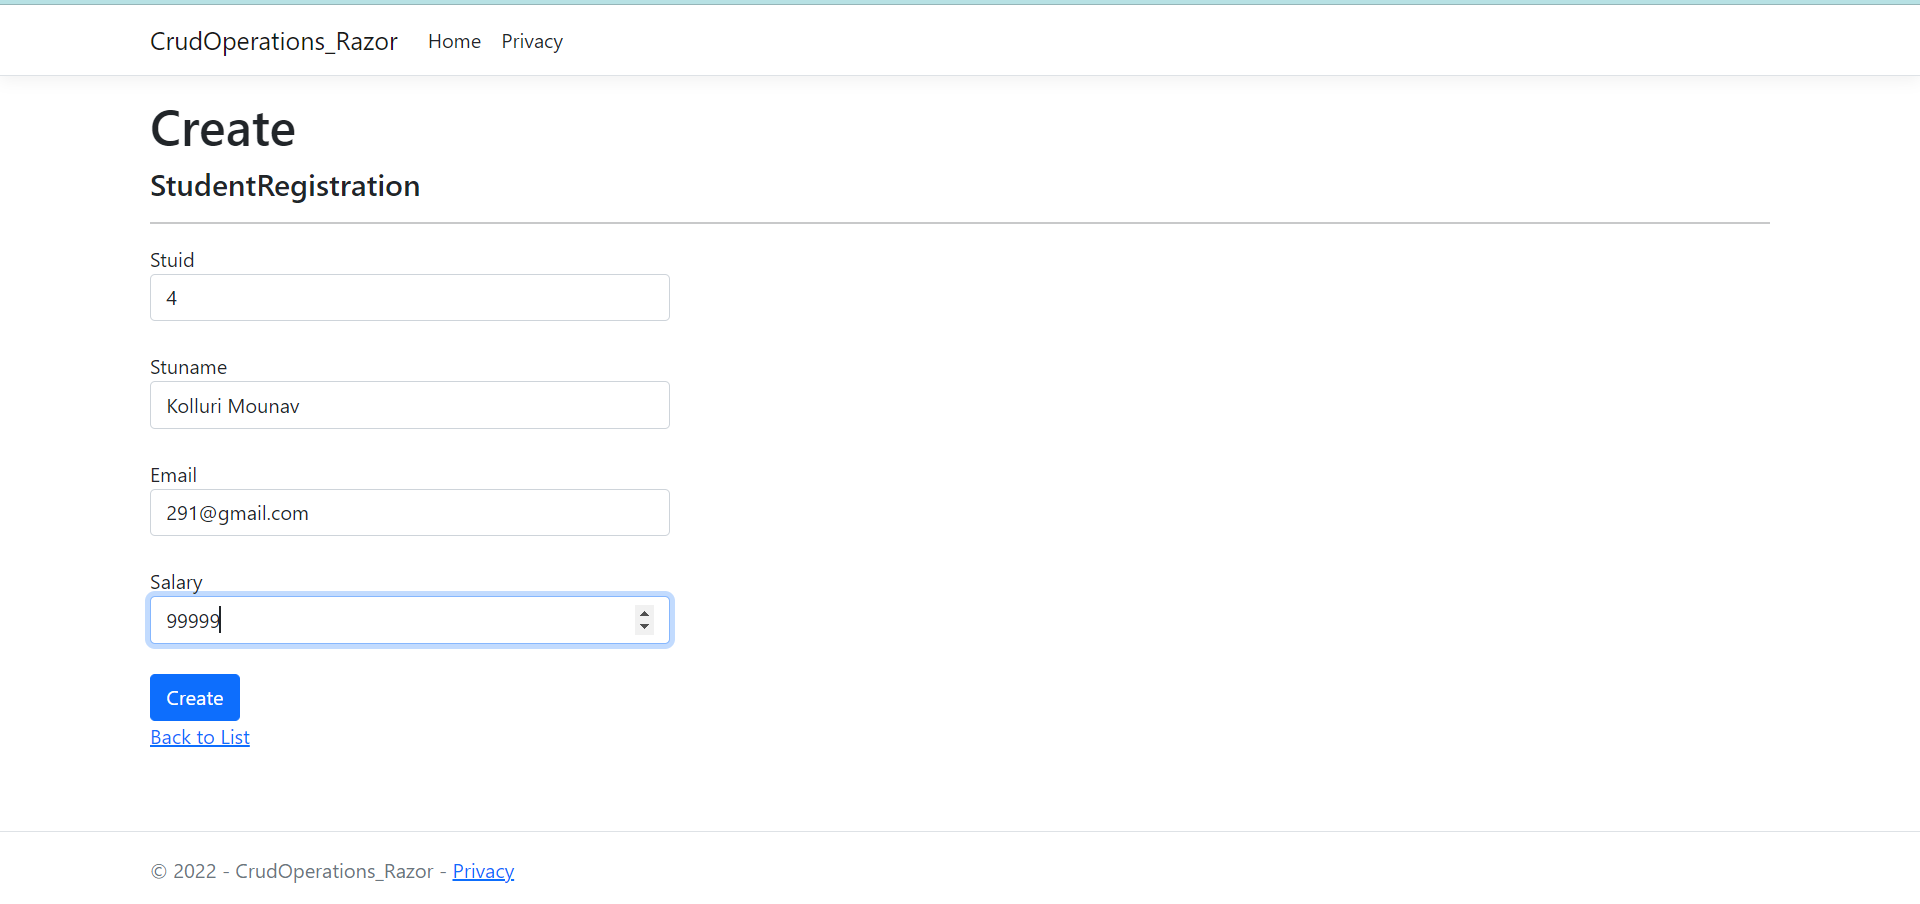 CrudOperations_Razor Home Privacy
Create
StudentRegistration
Stuid
4
Stuname
Kolluri Mounav
Email
291@gmail.com
Salary
99999
Create
Back to List
© 2022 - CrudOperations_Razor - Privacy